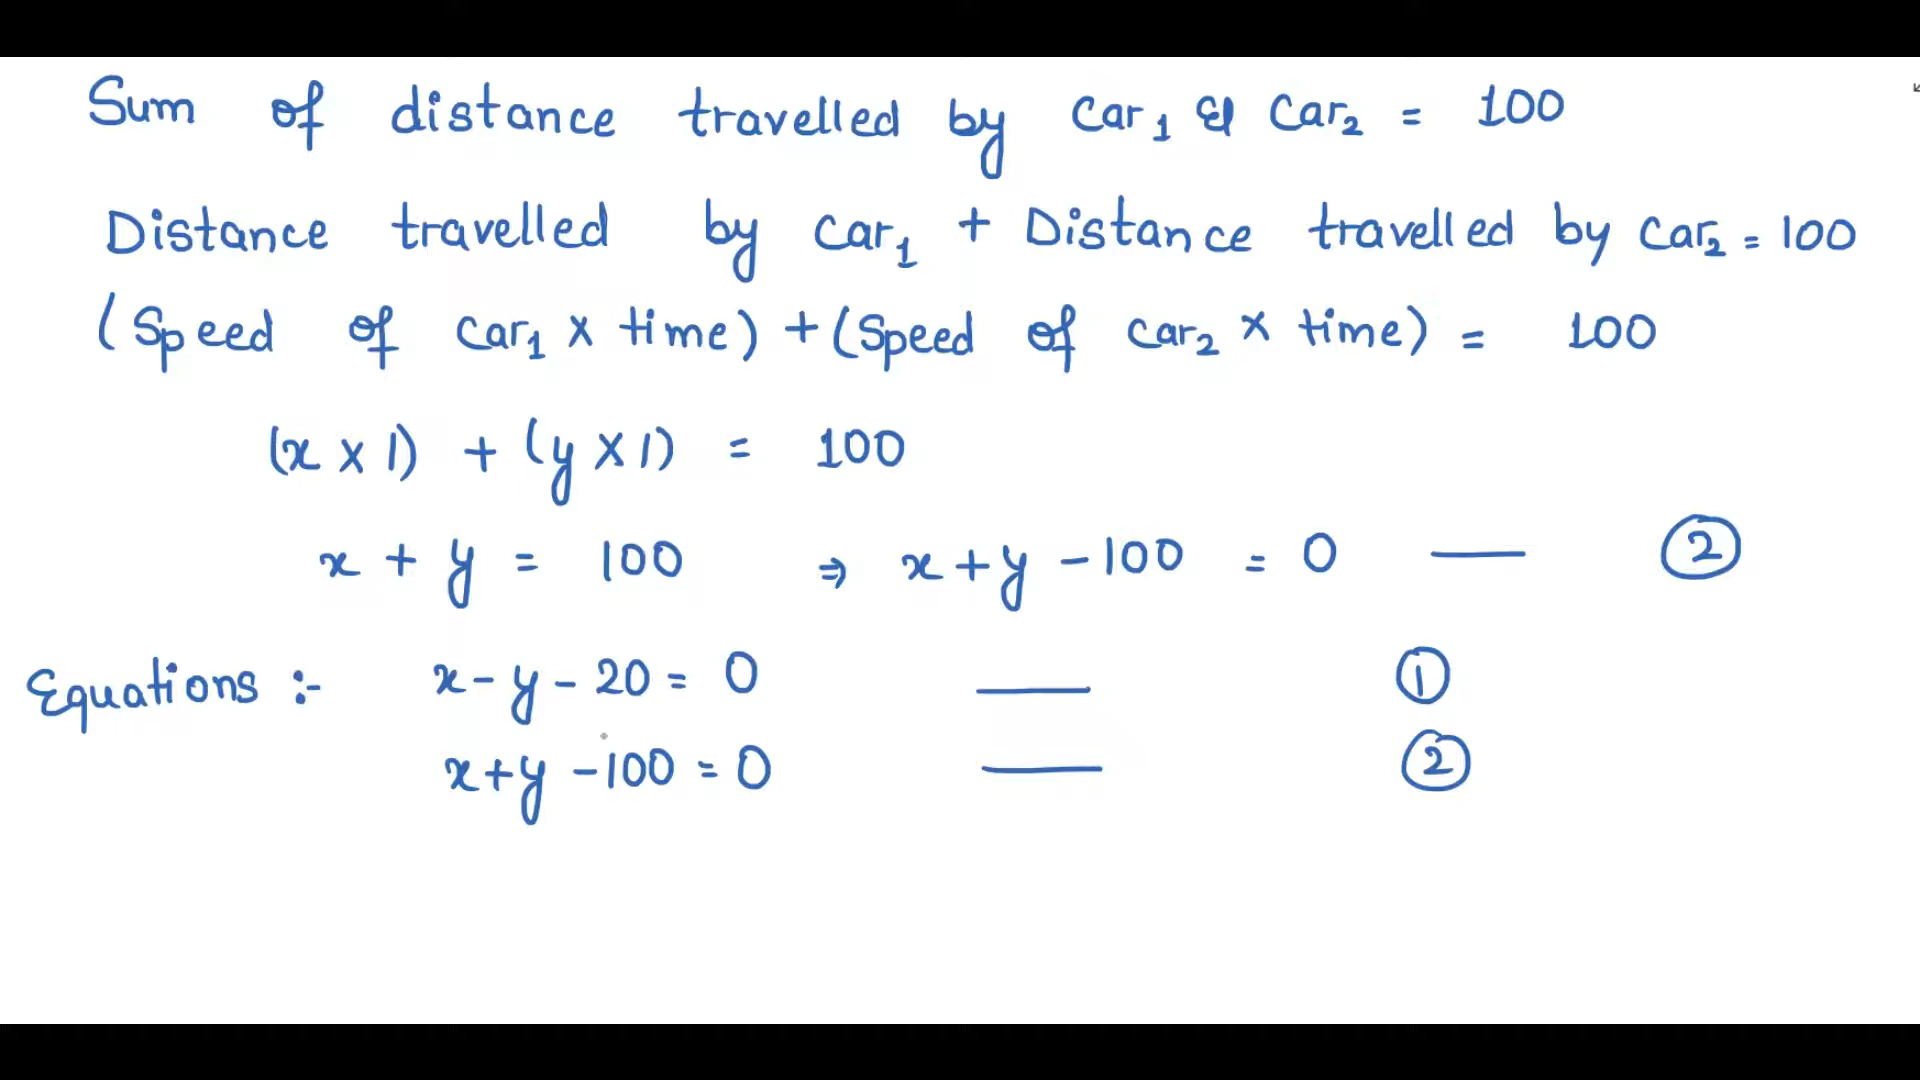 Sum of distance travelled by Car₁ & Car₂ = 100
Distance travelled by Car₁ + Distance travelled by Car₂ = 100
(Speed of Car₁ × time) + (Speed of Car₂ × time) = 100
(x × 1) + (y × 1) = 100
x + y = 100 ⇒ x + y - 100 = 0 — ②
Equations :- x - y - 20 = 0 — ①
x + y - 100 = 0 — ②